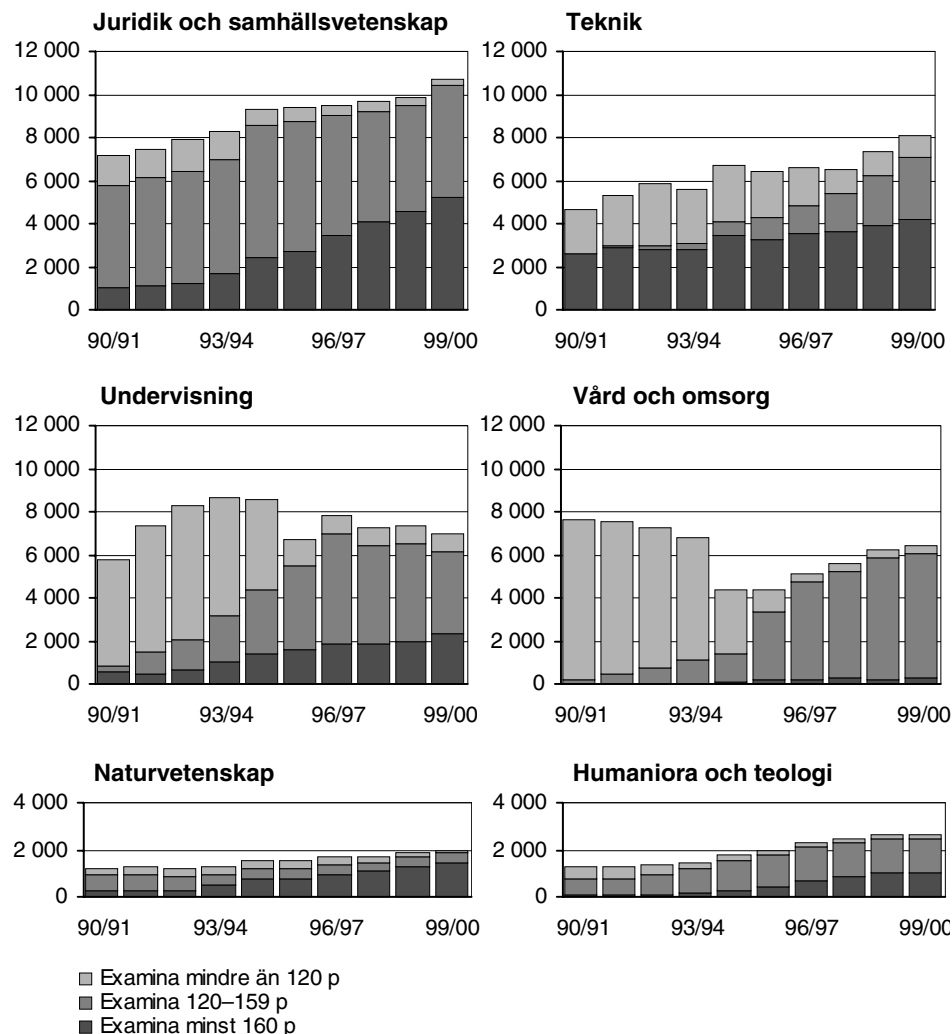 Juridik och samhällsvetenskap
12 000
10 000
8 000
6 000
4 000
2 000
0
90/91 93/94 96/97 99/00
Teknik
12 000
10 000
8 000
6 000
4 000
2 000
0
90/91 93/94 96/97 99/00
Undervisning
12 000
10 000
8 000
6 000
4 000
2 000
0
90/91 93/94 96/97 99/00
Vård och omsorg
12 000
10 000
8 000
6 000
4 000
2 000
0
90/91 93/94 96/97 99/00
Naturvetenskap
4 000
2 000
0
90/91 93/94 96/97 99/00
Humaniora och teologi
4 000
2 000
0
90/91 93/94 96/97 99/0
Examina mindre än 120 p
Examina 120–159 p
Examina minst 160 p